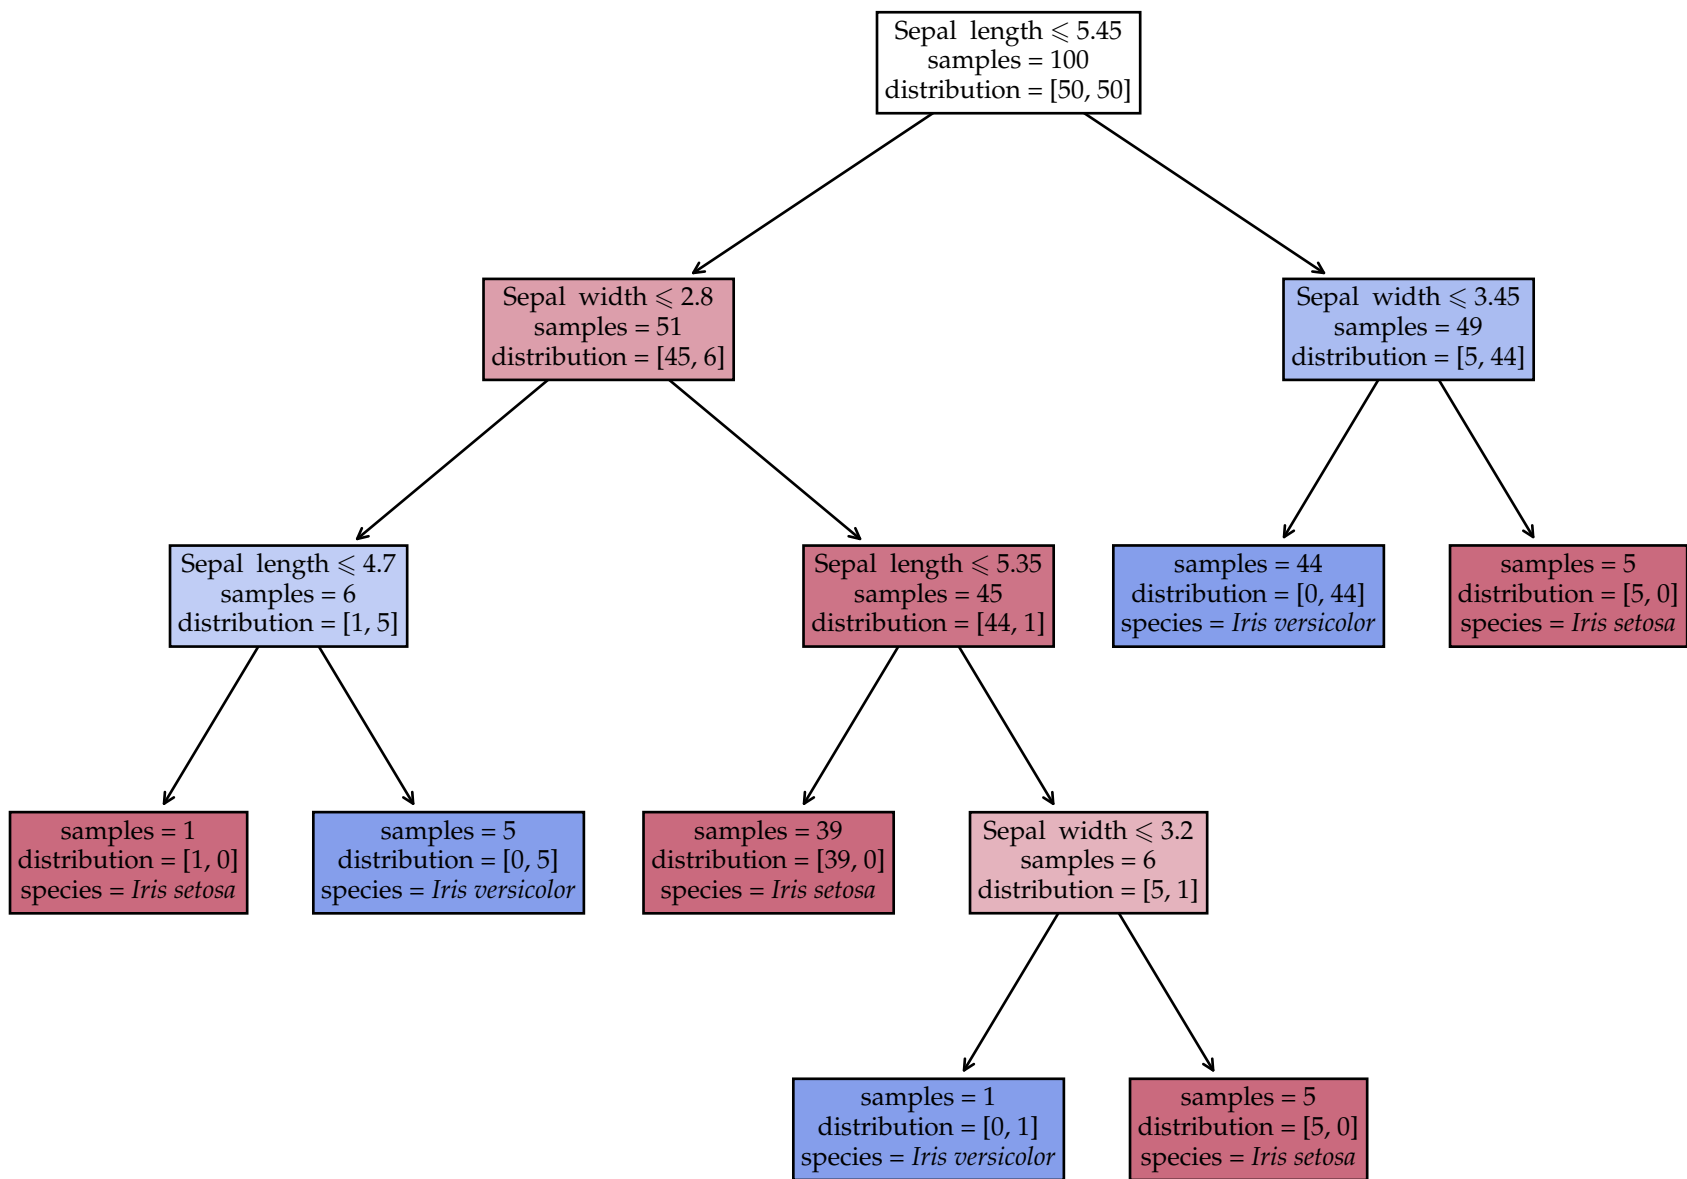 Sepal length ⩽ 5.45
samples = 100
distribution = [50, 50]
Sepal width ⩽ 2.8
samples = 51
distribution = [45, 6]
Sepal width ⩽ 3.45
samples = 49
distribution = [5, 44]
Sepal length ⩽ 4.7
samples = 6
distribution = [1, 5]
Sepal length ⩽ 5.35
samples = 45
distribution = [44, 1]
samples = 44
distribution = [0, 44]
species = Iris versicolor
samples = 5
distribution = [5, 0]
species = Iris setosa
samples = 1
distribution = [1, 0]
species = Iris setosa
samples = 5
distribution = [0, 5]
species = Iris versicolor
samples = 39
distribution = [39, 0]
species = Iris setosa
Sepal width ⩽ 3.2
samples = 6
distribution = [5, 1]
samples = 1
distribution = [0, 1]
species = Iris versicolor
samples = 5
distribution = [5, 0]
species = Iris setosa